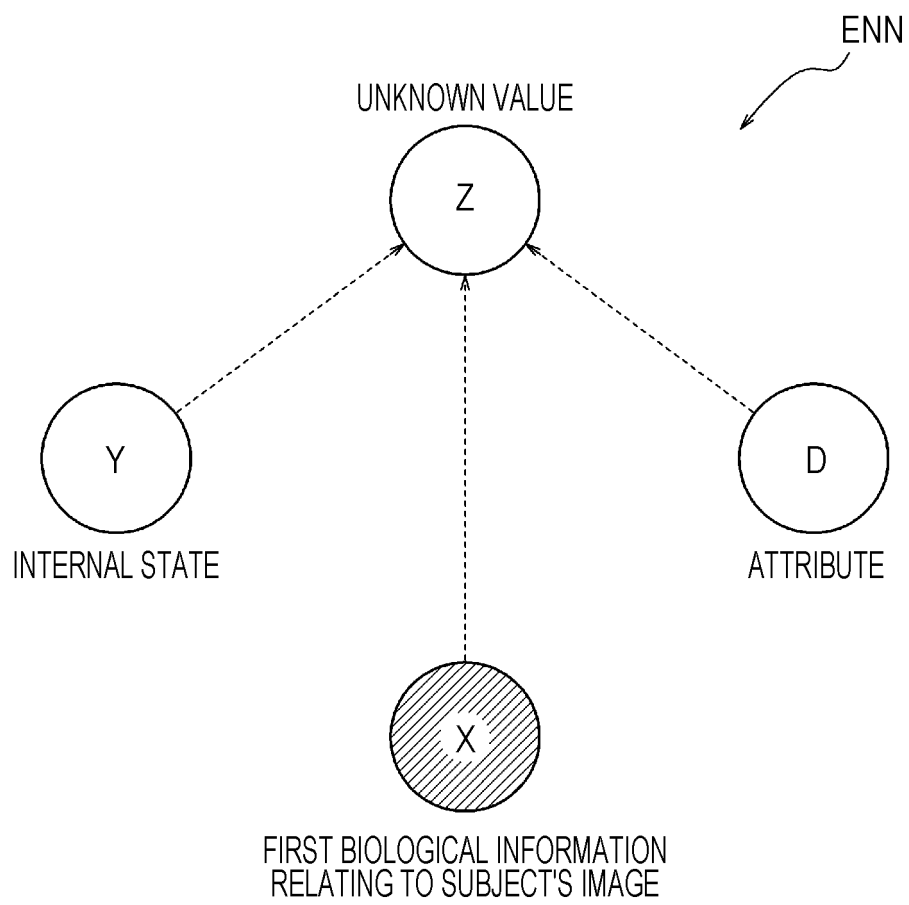 ENN
UNKNOWN VALUE
Z
Y
D
INTERNAL STATE
ATTRIBUTE
X
FIRST BIOLOGICAL INFORMATION
RELATING TO SUBJECT'S IMAGE